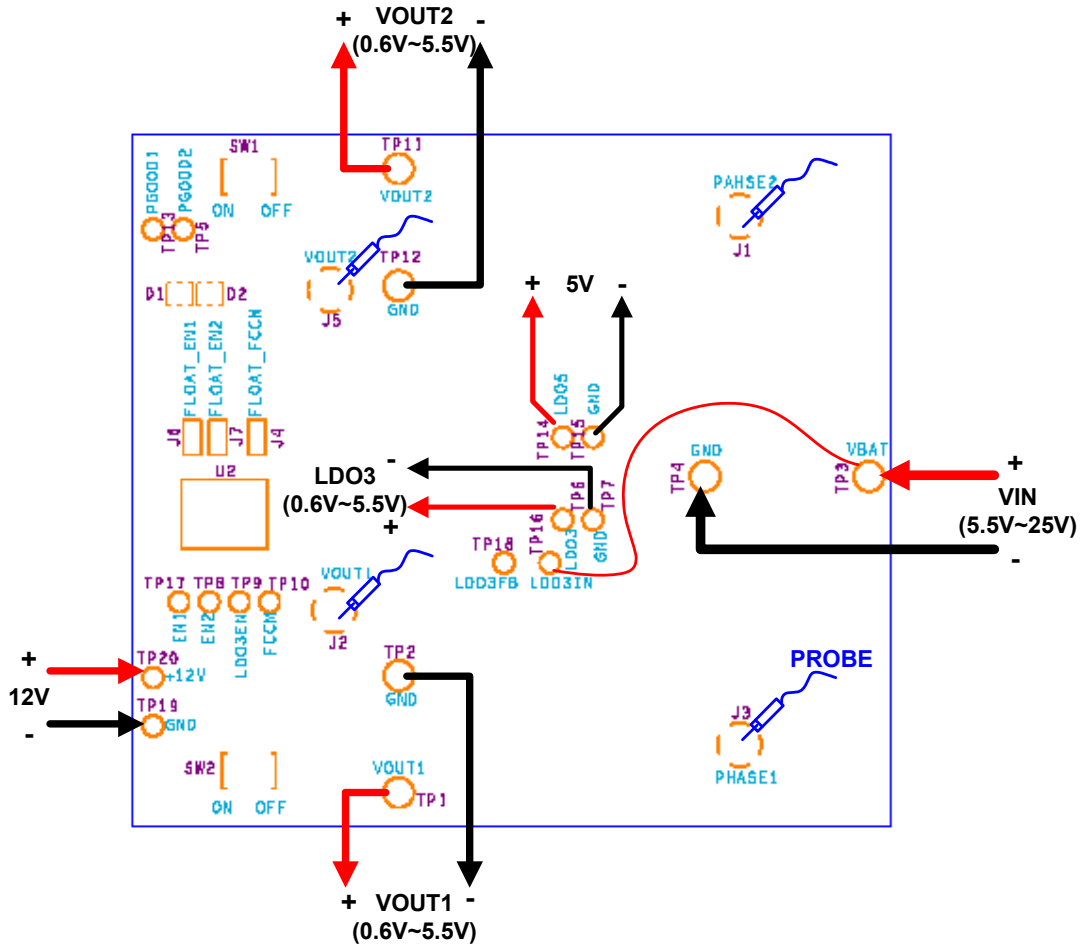 + VOUT2 -
(0.6V~5.5V)
SW1
ON OFF
PGOOD1
PGOOD2
TP13
TP5
TP11
VOUT2
PAHSE2
J1
VOUT2
J5
TP12
GND
D1
D2
+ 5V -
FLOAT_EN1
FLOAT_EN2
FLOAT_FCCM
J6
J7
J4
LDO5
GND
TP14
TP15
U2
LDO3
(0.6V~5.5V)
-
+
TP6
TP7
TP16
LDO3
GND
TP18
LDO3FB
LDO3IN
GND
TP4
VBAT
TP3
+
VIN
(5.5V~25V)
-
TP17
TP8
TP9
TP10
EN1
EN2
LDO3EN
FCCM
VOUT1
J2
+
12V
-
TP20
+12V
TP19
GND
TP2
GND
PROBE
J3
PHASE1
SW2
ON OFF
VOUT1
TP1
+ VOUT1 -
(0.6V~5.5V)